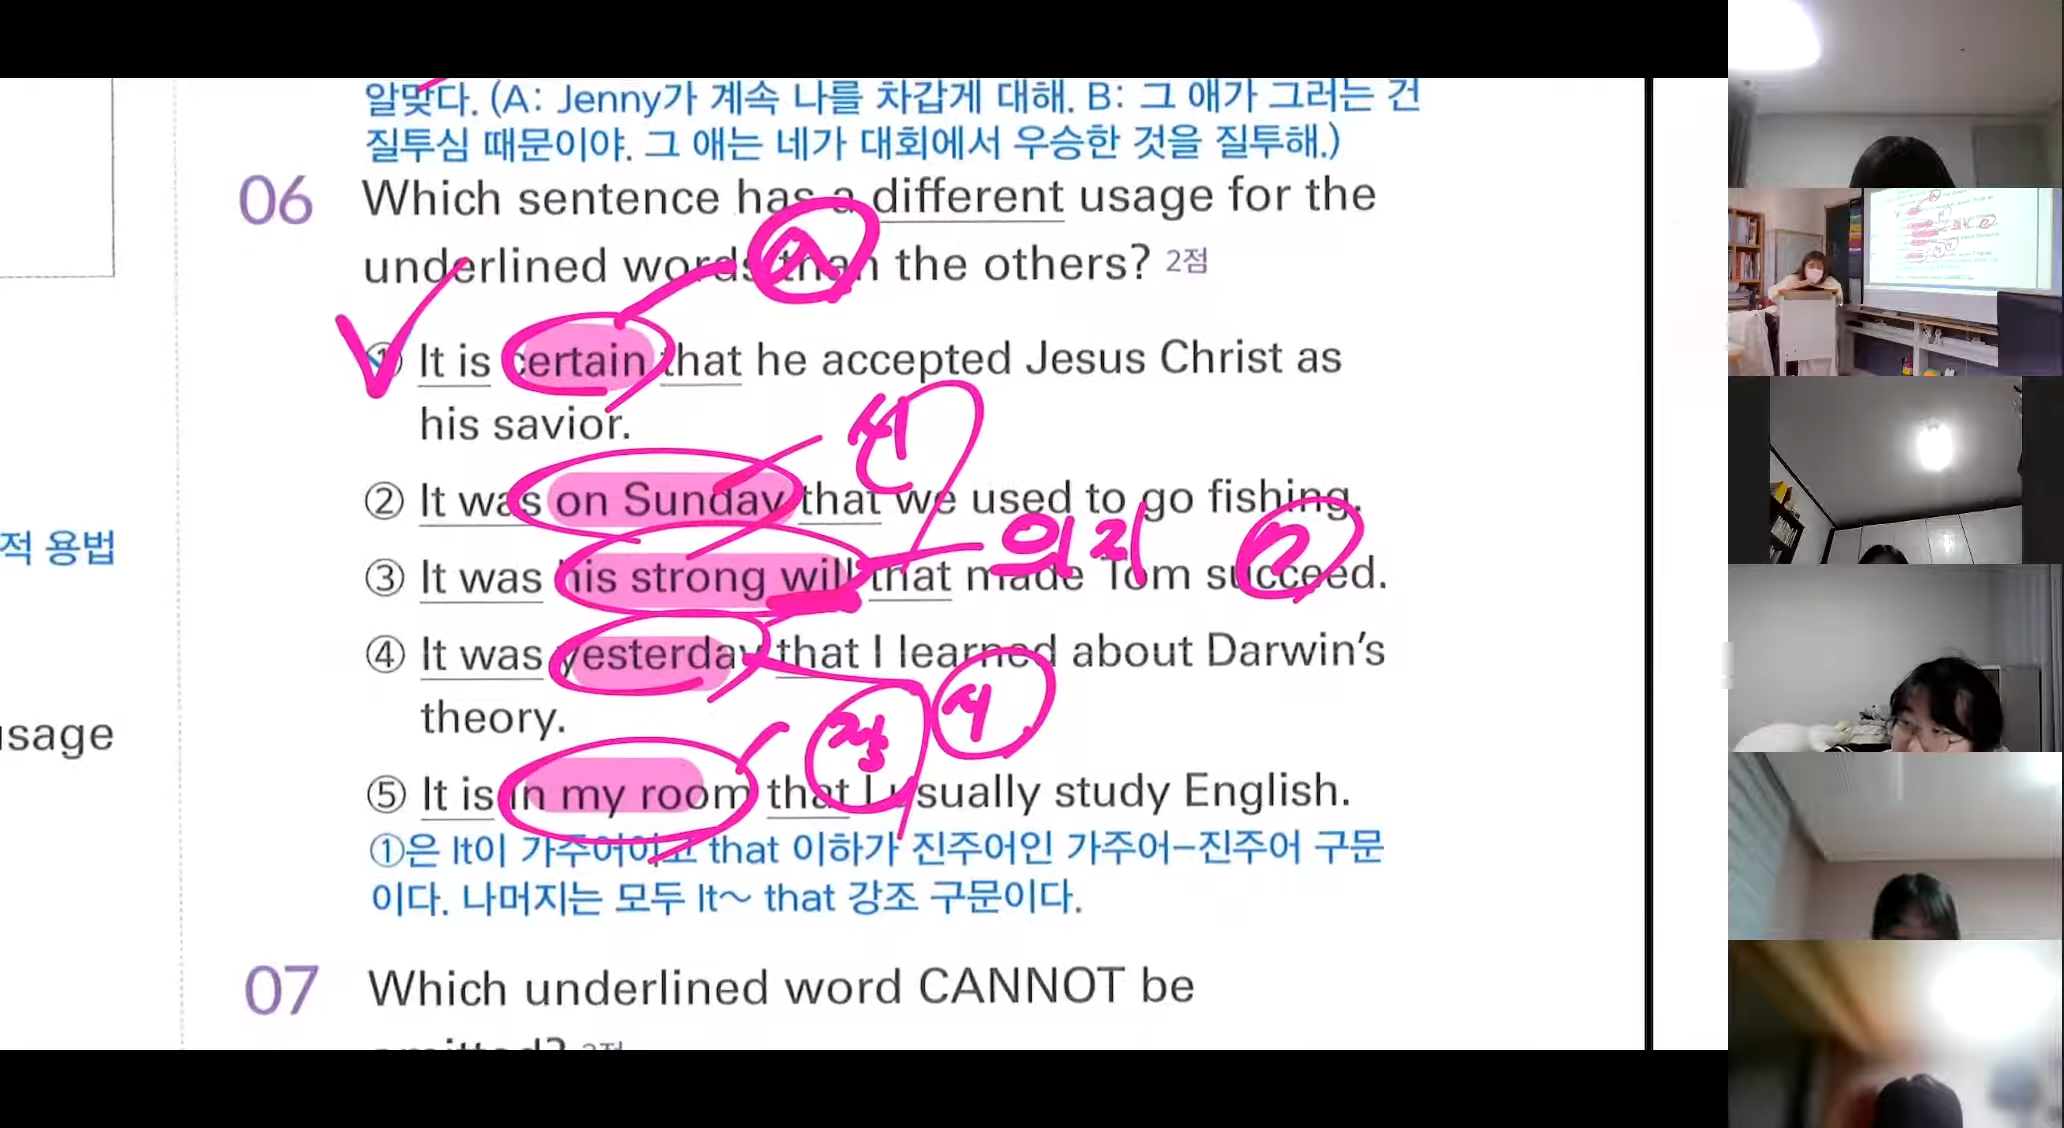 알맞다. (A: Jenny가 계속 나를 차갑게 대해. B: 그 애가 그러는 건
질투심 때문이야. 그 애는 네가 대회에서 우승한 것을 질투해.)
06 Which sentence has a different usage for the
underlined words than the others? 2점
① It is certain that he accepted Jesus Christ as
his savior.
② It was on Sunday that we used to go fishing.
③ It was his strong will that made Tom succeed.
의지
적 용법
④ It was yesterday that I learned about Darwin's
theory.
usage
⑤ It is in my room that I usually study English.
①은 It이 가주어이고 that 이하가 진주어인 가주어–진주어 구문
이다. 나머지는 모두 It~ that 강조 구문이다.
07 Which underlined word CANNOT be